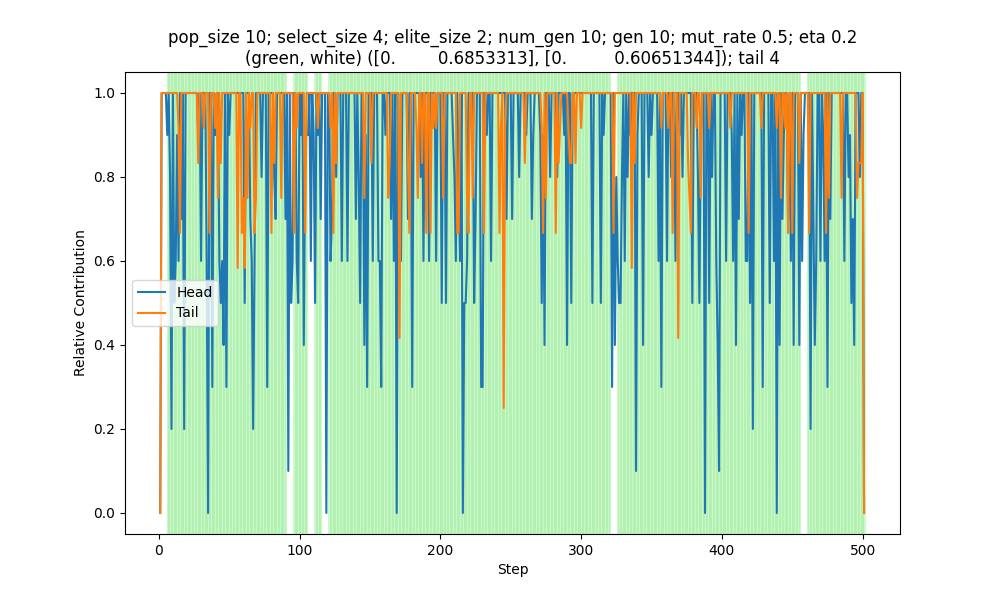 pop_size 10; select_size 4; elite_size 2; num_gen 10; gen 10; mut_rate 0.5; eta 0.2
(green, white) ([0.         0.6853313], [0.         0.60651344]); tail 4
1.0
0.8
0.6
0.4
0.2
0.0
Relative Contribution
Head
Tail
0
100
200
300
400
500
Step